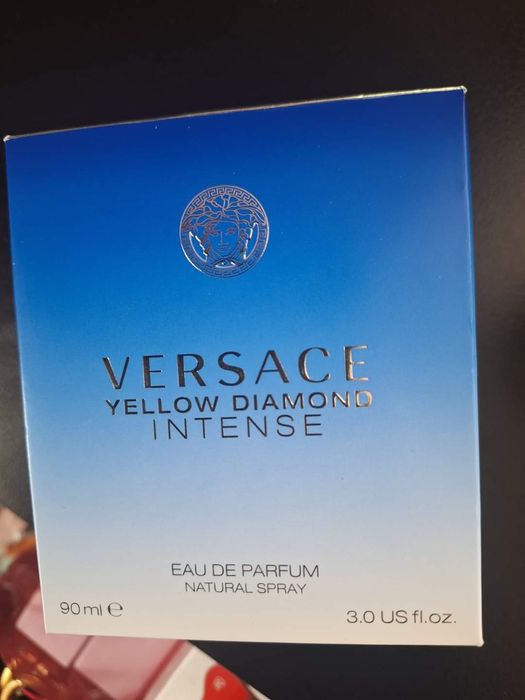 VERSACE
YELLOW DIAMOND
INTENSE
EAU DE PARFUM
NATURAL SPRAY
90 ml ℮
3.0 US fl.oz.